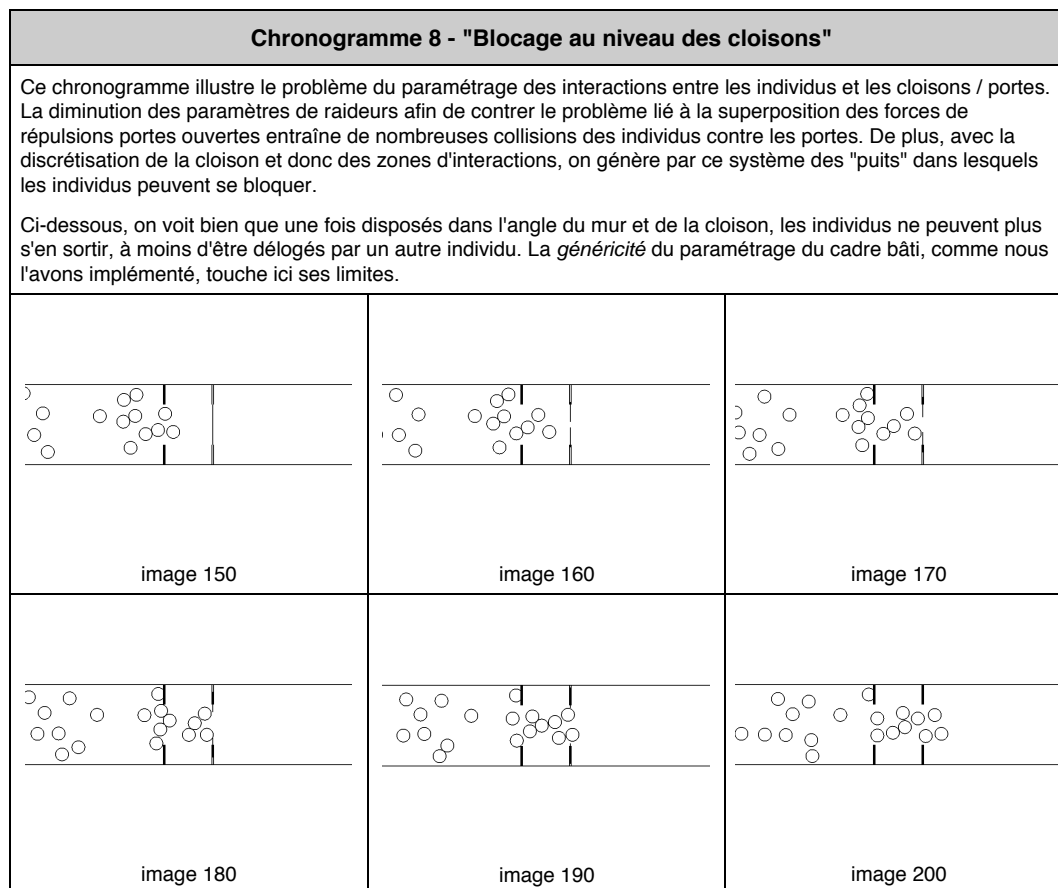 Chronogramme 8 - "Blocage au niveau des cloisons"
Ce chronogramme illustre le problème du paramétrage des interactions entre les individus et les cloisons / portes.
La diminution des paramètres de raideurs afin de contrer le problème lié à la superposition des forces de
répulsions portes ouvertes entraîne de nombreuses collisions des individus contre les portes. De plus, avec la
discrétisation de la cloison et donc des zones d'interactions, on génère par ce système des "puits" dans lesquels
les individus peuvent se bloquer.
Ci-dessous, on voit bien que une fois disposés dans l'angle du mur et de la cloison, les individus ne peuvent plus
s'en sortir, à moins d'être délogés par un autre individu. La généricité du paramétrage du cadre bâti, comme nous
l'avons implémenté, touche ici ses limites.
image 150
image 160
image 170
image 180
image 190
image 200